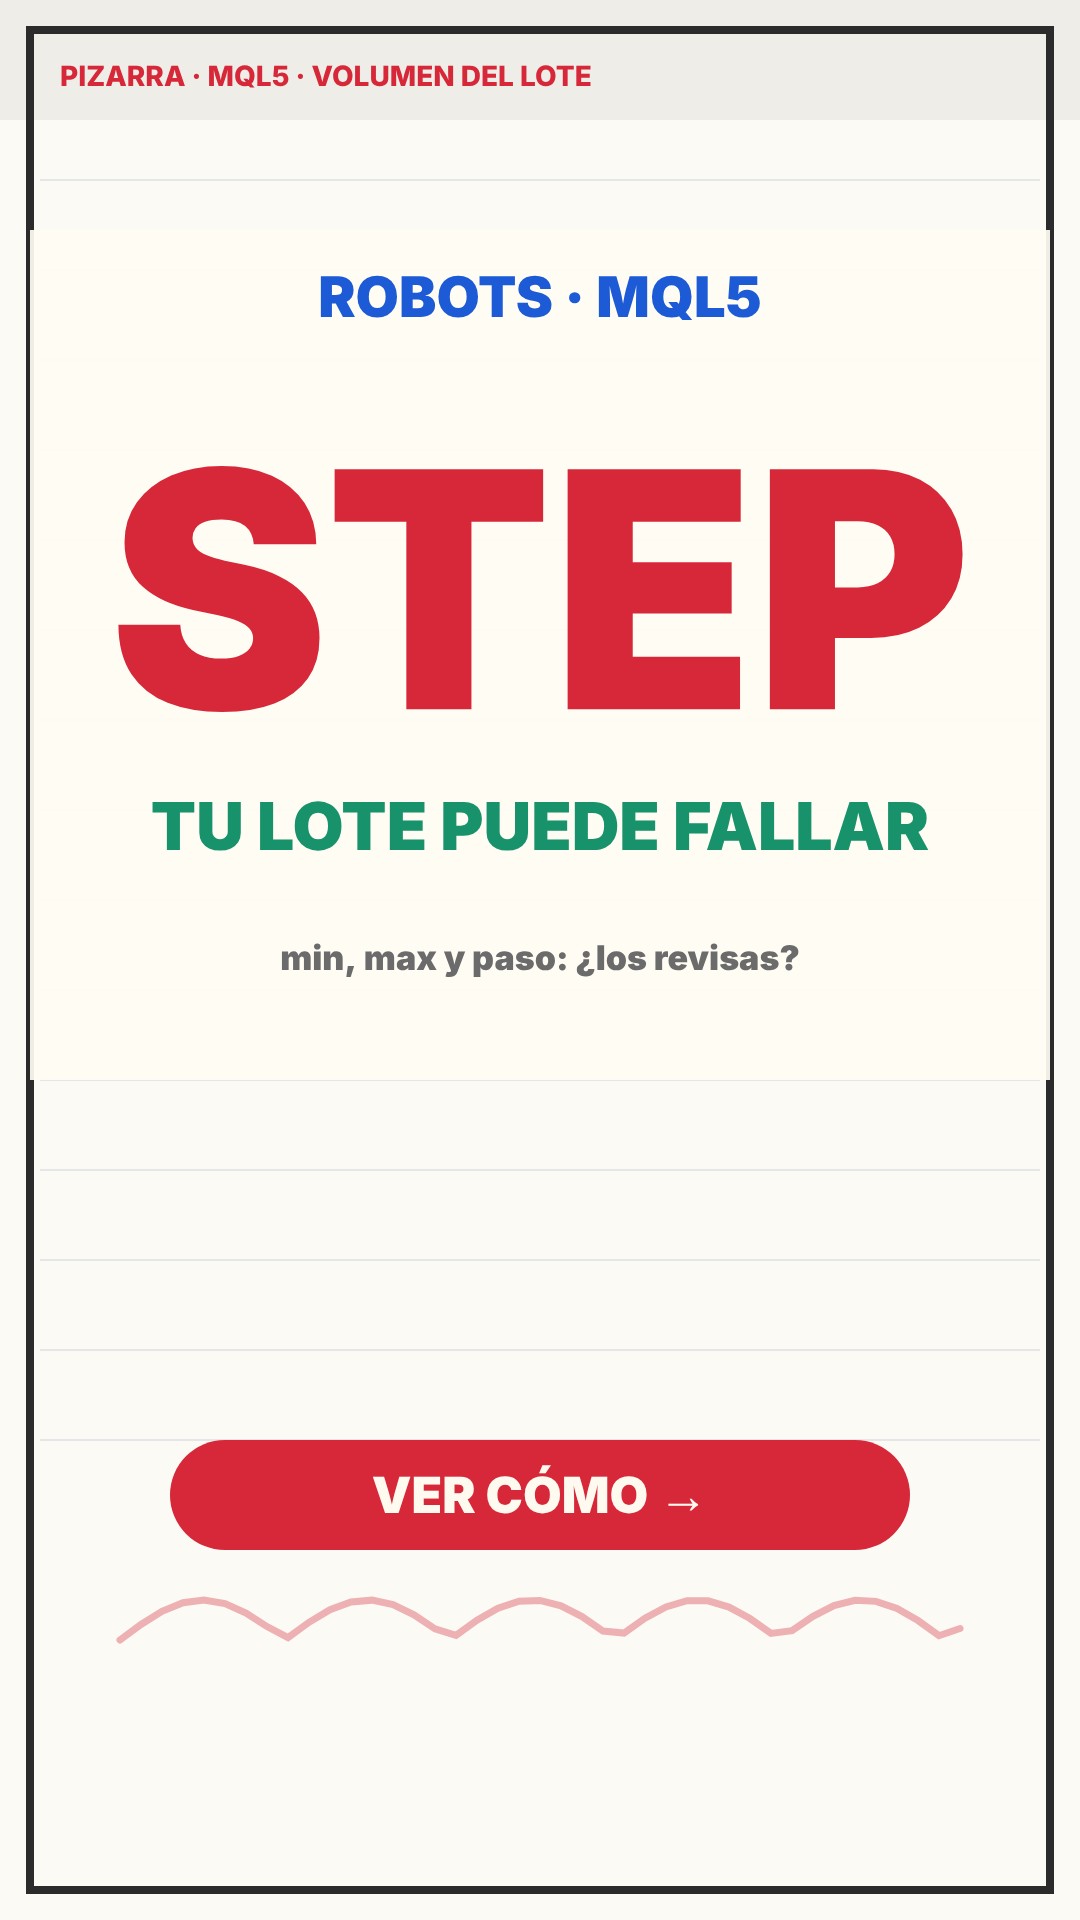 PIZARRA · MQL5 · VOLUMEN DEL LOTE
ROBOTS · MQL5
STEP
TU LOTE PUEDE FALLAR
min, max y paso: ¿los revisas?
VER CÓMO →